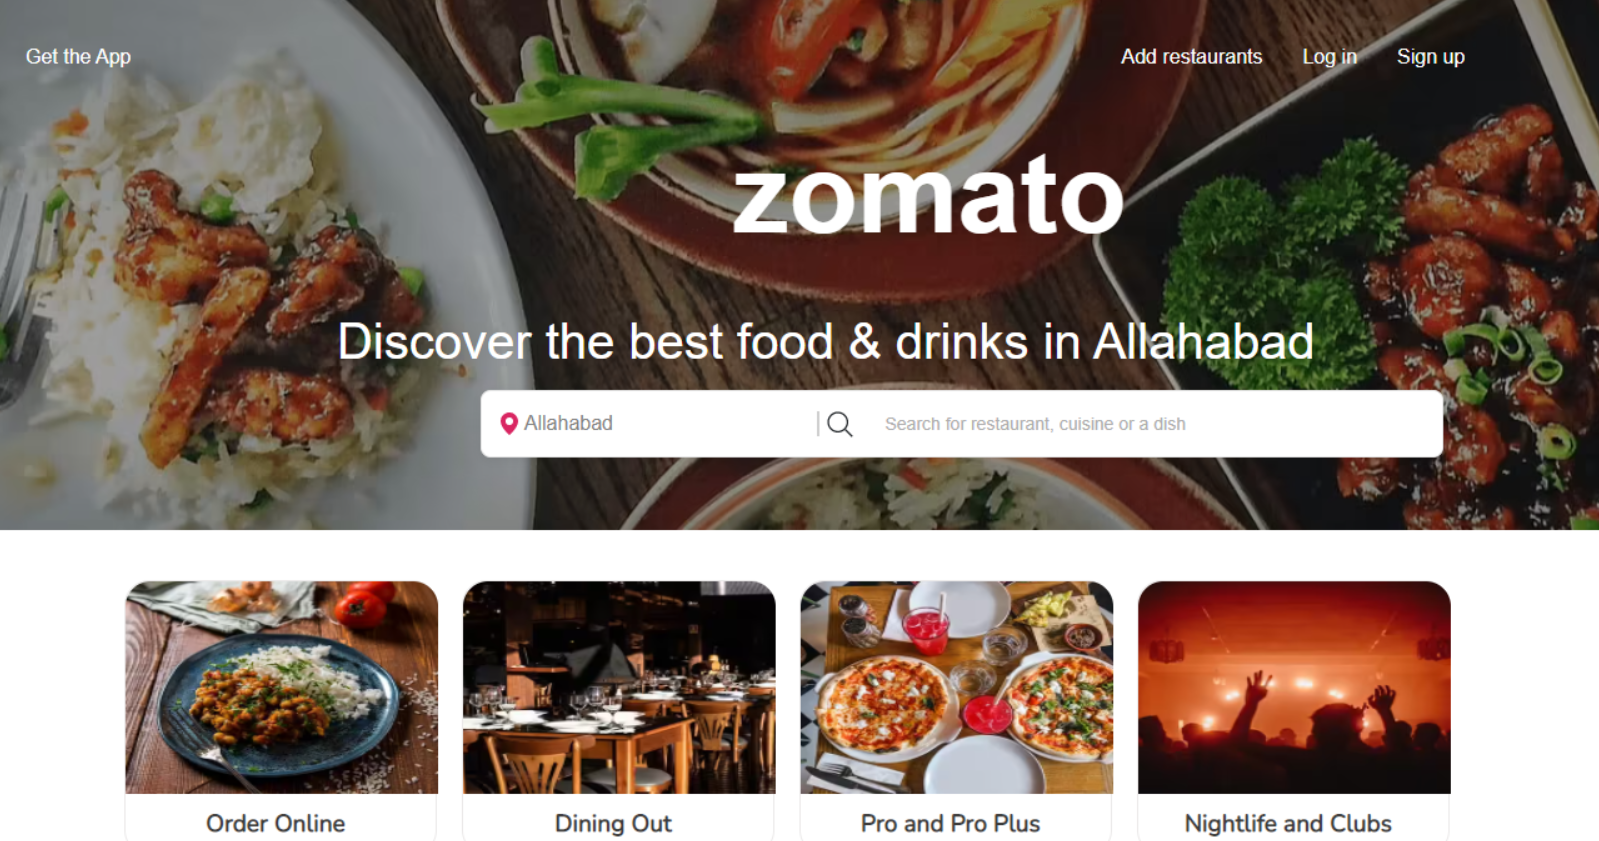 Get the App
Add restaurants
Log in
Sign up
zomato
Discover the best food & drinks in Allahabad
Allahabad
Search for restaurant, cuisine or a dish
Order Online
Dining Out
Pro and Pro Plus
Nightlife and Clubs